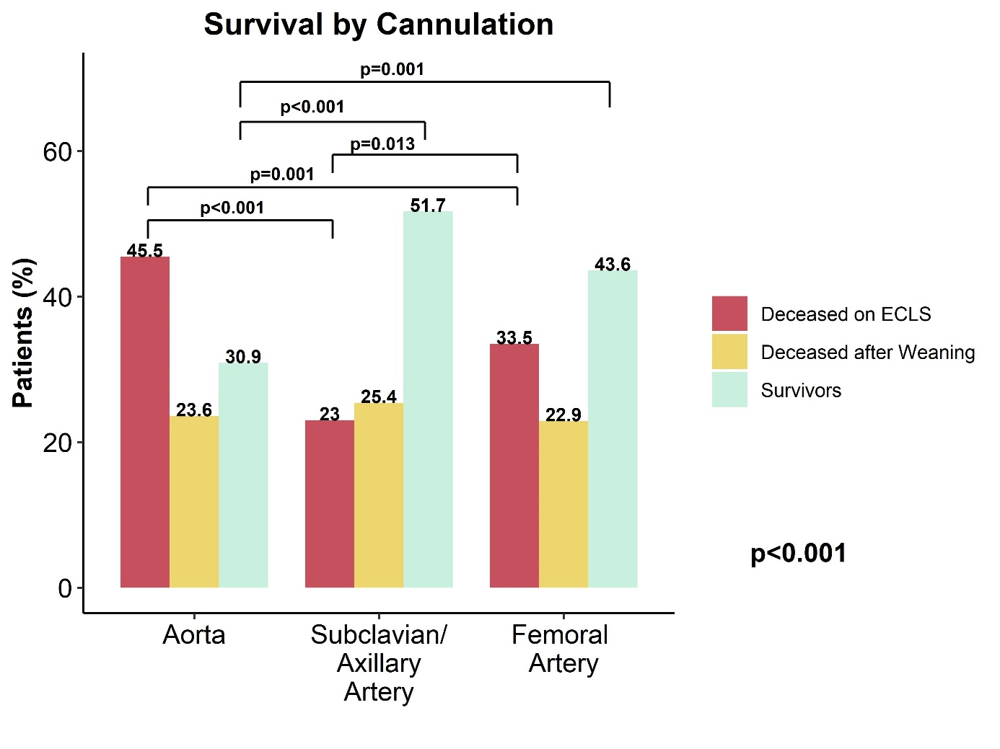 Survival by Cannulation
p=0.001
p<0.001
p=0.013
p=0.001
p<0.001
Patients (%)
60
40
20
0
45.5
23.6
30.9
23
25.4
51.7
33.5
22.9
43.6
Aorta
Subclavian/
Axillary
Artery
Femoral
Artery
Deceased on ECLS
Deceased after Weaning
Survivors
p<0.001